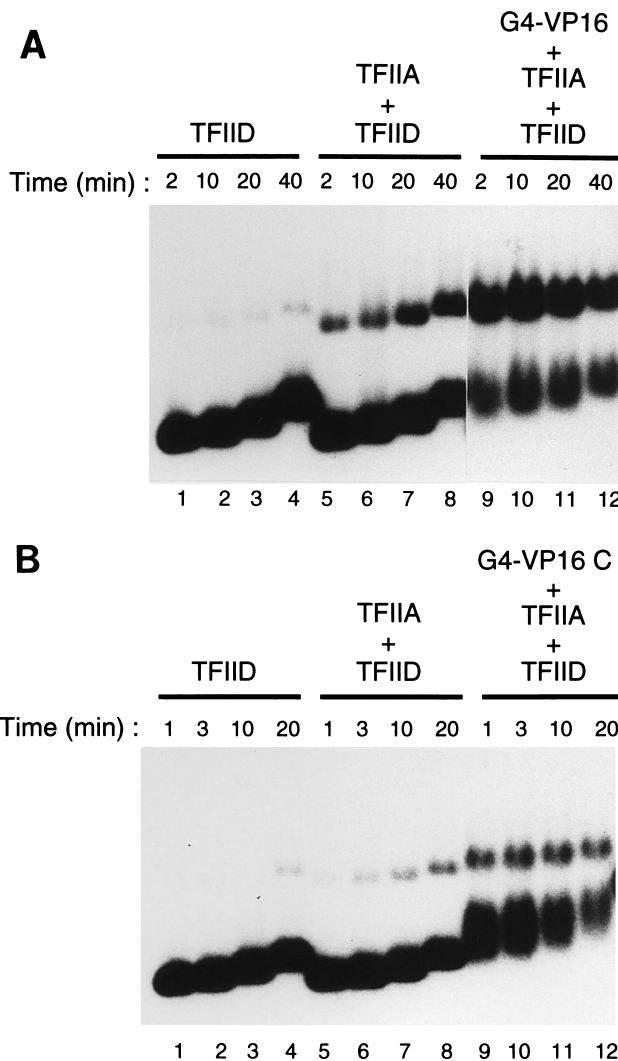 A
G4-VP16
+
TFIIA
+
TFIID
TFIIA
+
TFIID
TFIID
Time (min) : 2 10 20 40 2 10 20 40 2 10 20 40
1 2 3 4 5 6 7 8 9 10 11 12
B
G4-VP16 C
+
TFIIA
+
TFIID
TFIIA
+
TFIID
TFIID
Time (min) : 1 3 10 20 1 3 10 20 1 3 10 20
1 2 3 4 5 6 7 8 9 10 11 12